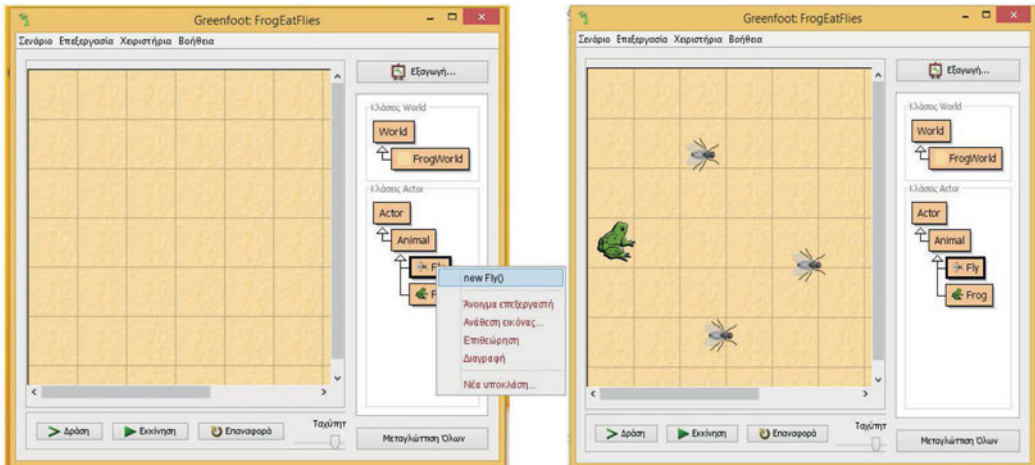 Greenfoot: FrogEatFlies
Σενάριο Επεξεργασία Χειριστήρια Βοήθεια
Εξαγωγή...
Κλάσεις World
World
FrogWorld
Κλάσεις Actor
Actor
Animal
Fly
new Fly()
Άνοιγμα επεξεργαστή
Ανάθεση εικόνας...
Επιθεώρηση
Διαγραφή
Νέα υποκλάση...
Δράση
Εκκίνηση
Επαναφορά
Ταχύτητ
Μεταγλώττιση Όλων
Greenfoot: FrogEatFlies
Σενάριο Επεξεργασία Χειριστήρια Βοήθεια
Εξαγωγή...
Κλάσεις World
World
FrogWorld
Κλάσεις Actor
Actor
Animal
Fly
Frog
Δράση
Εκκίνηση
Επαναφορά
Ταχύτητ
Μεταγλώττιση Όλων